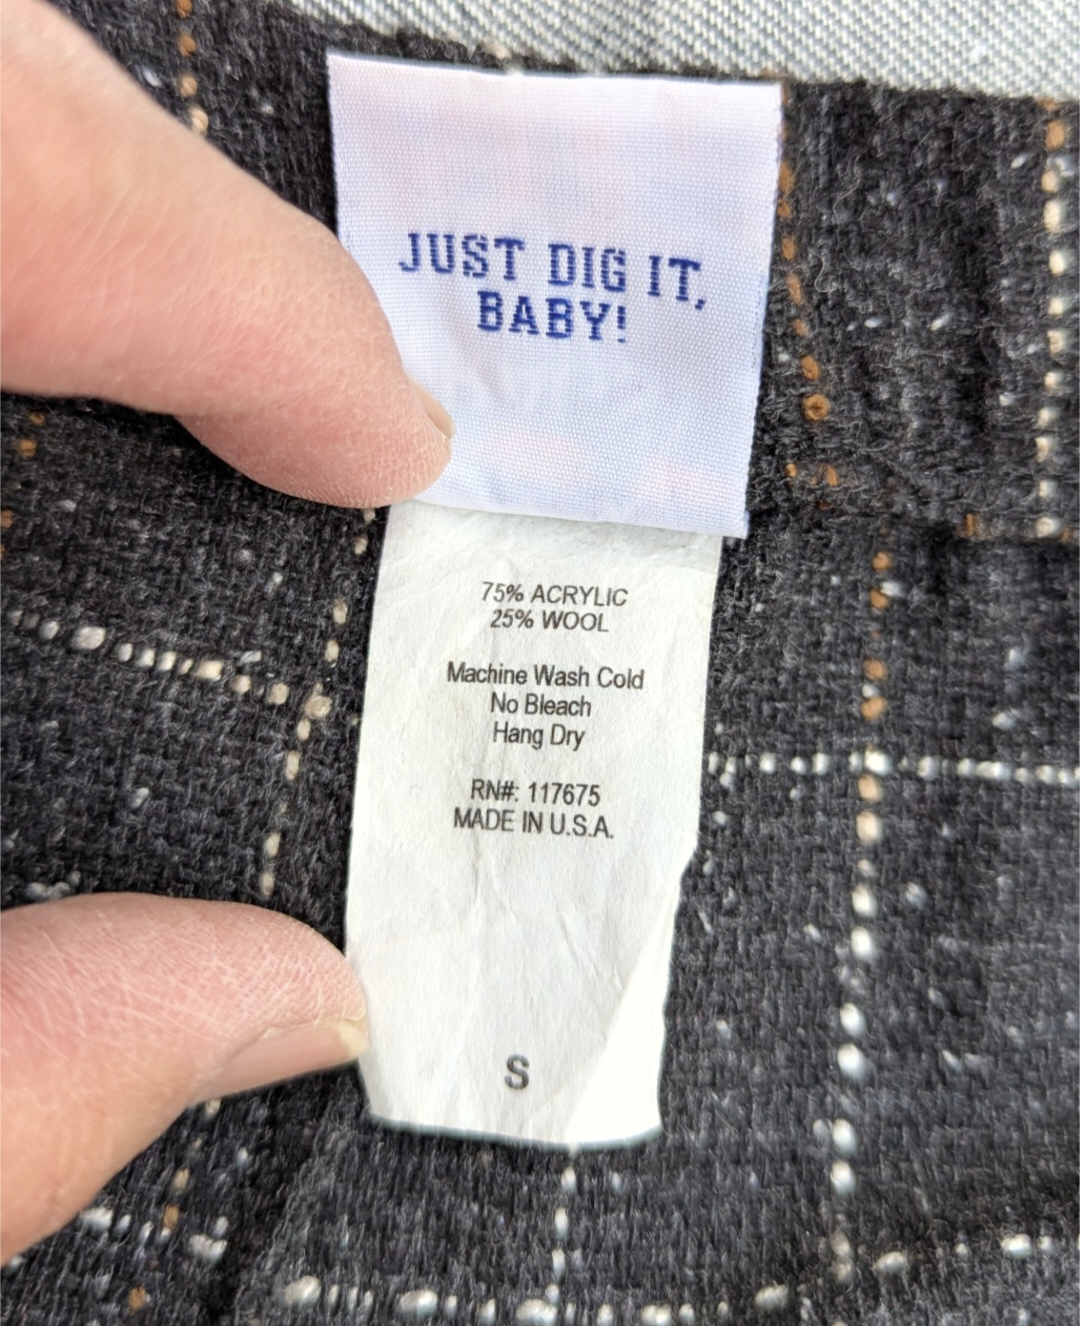 JUST DIG IT,
BABY!
75% ACRYLIC
25% WOOL
Machine Wash Cold
No Bleach
Hang Dry
RN#: 117675
MADE IN U.S.A.
S